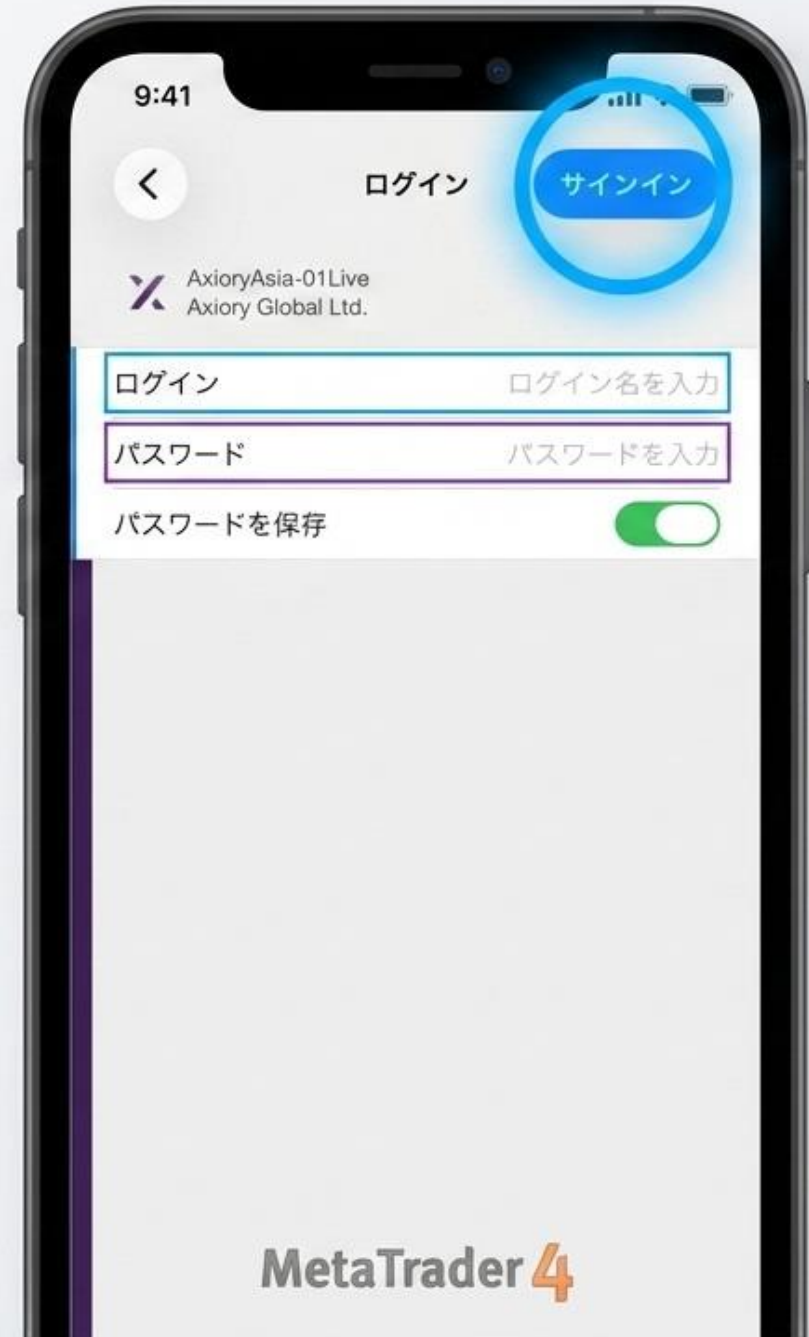 9:41
ログイン
サインイン
AxioryAsia-01Live
Axiory Global Ltd.
ログイン
ログイン名を入力
パスワード
パスワードを入力
パスワードを保存
MetaTrader 4